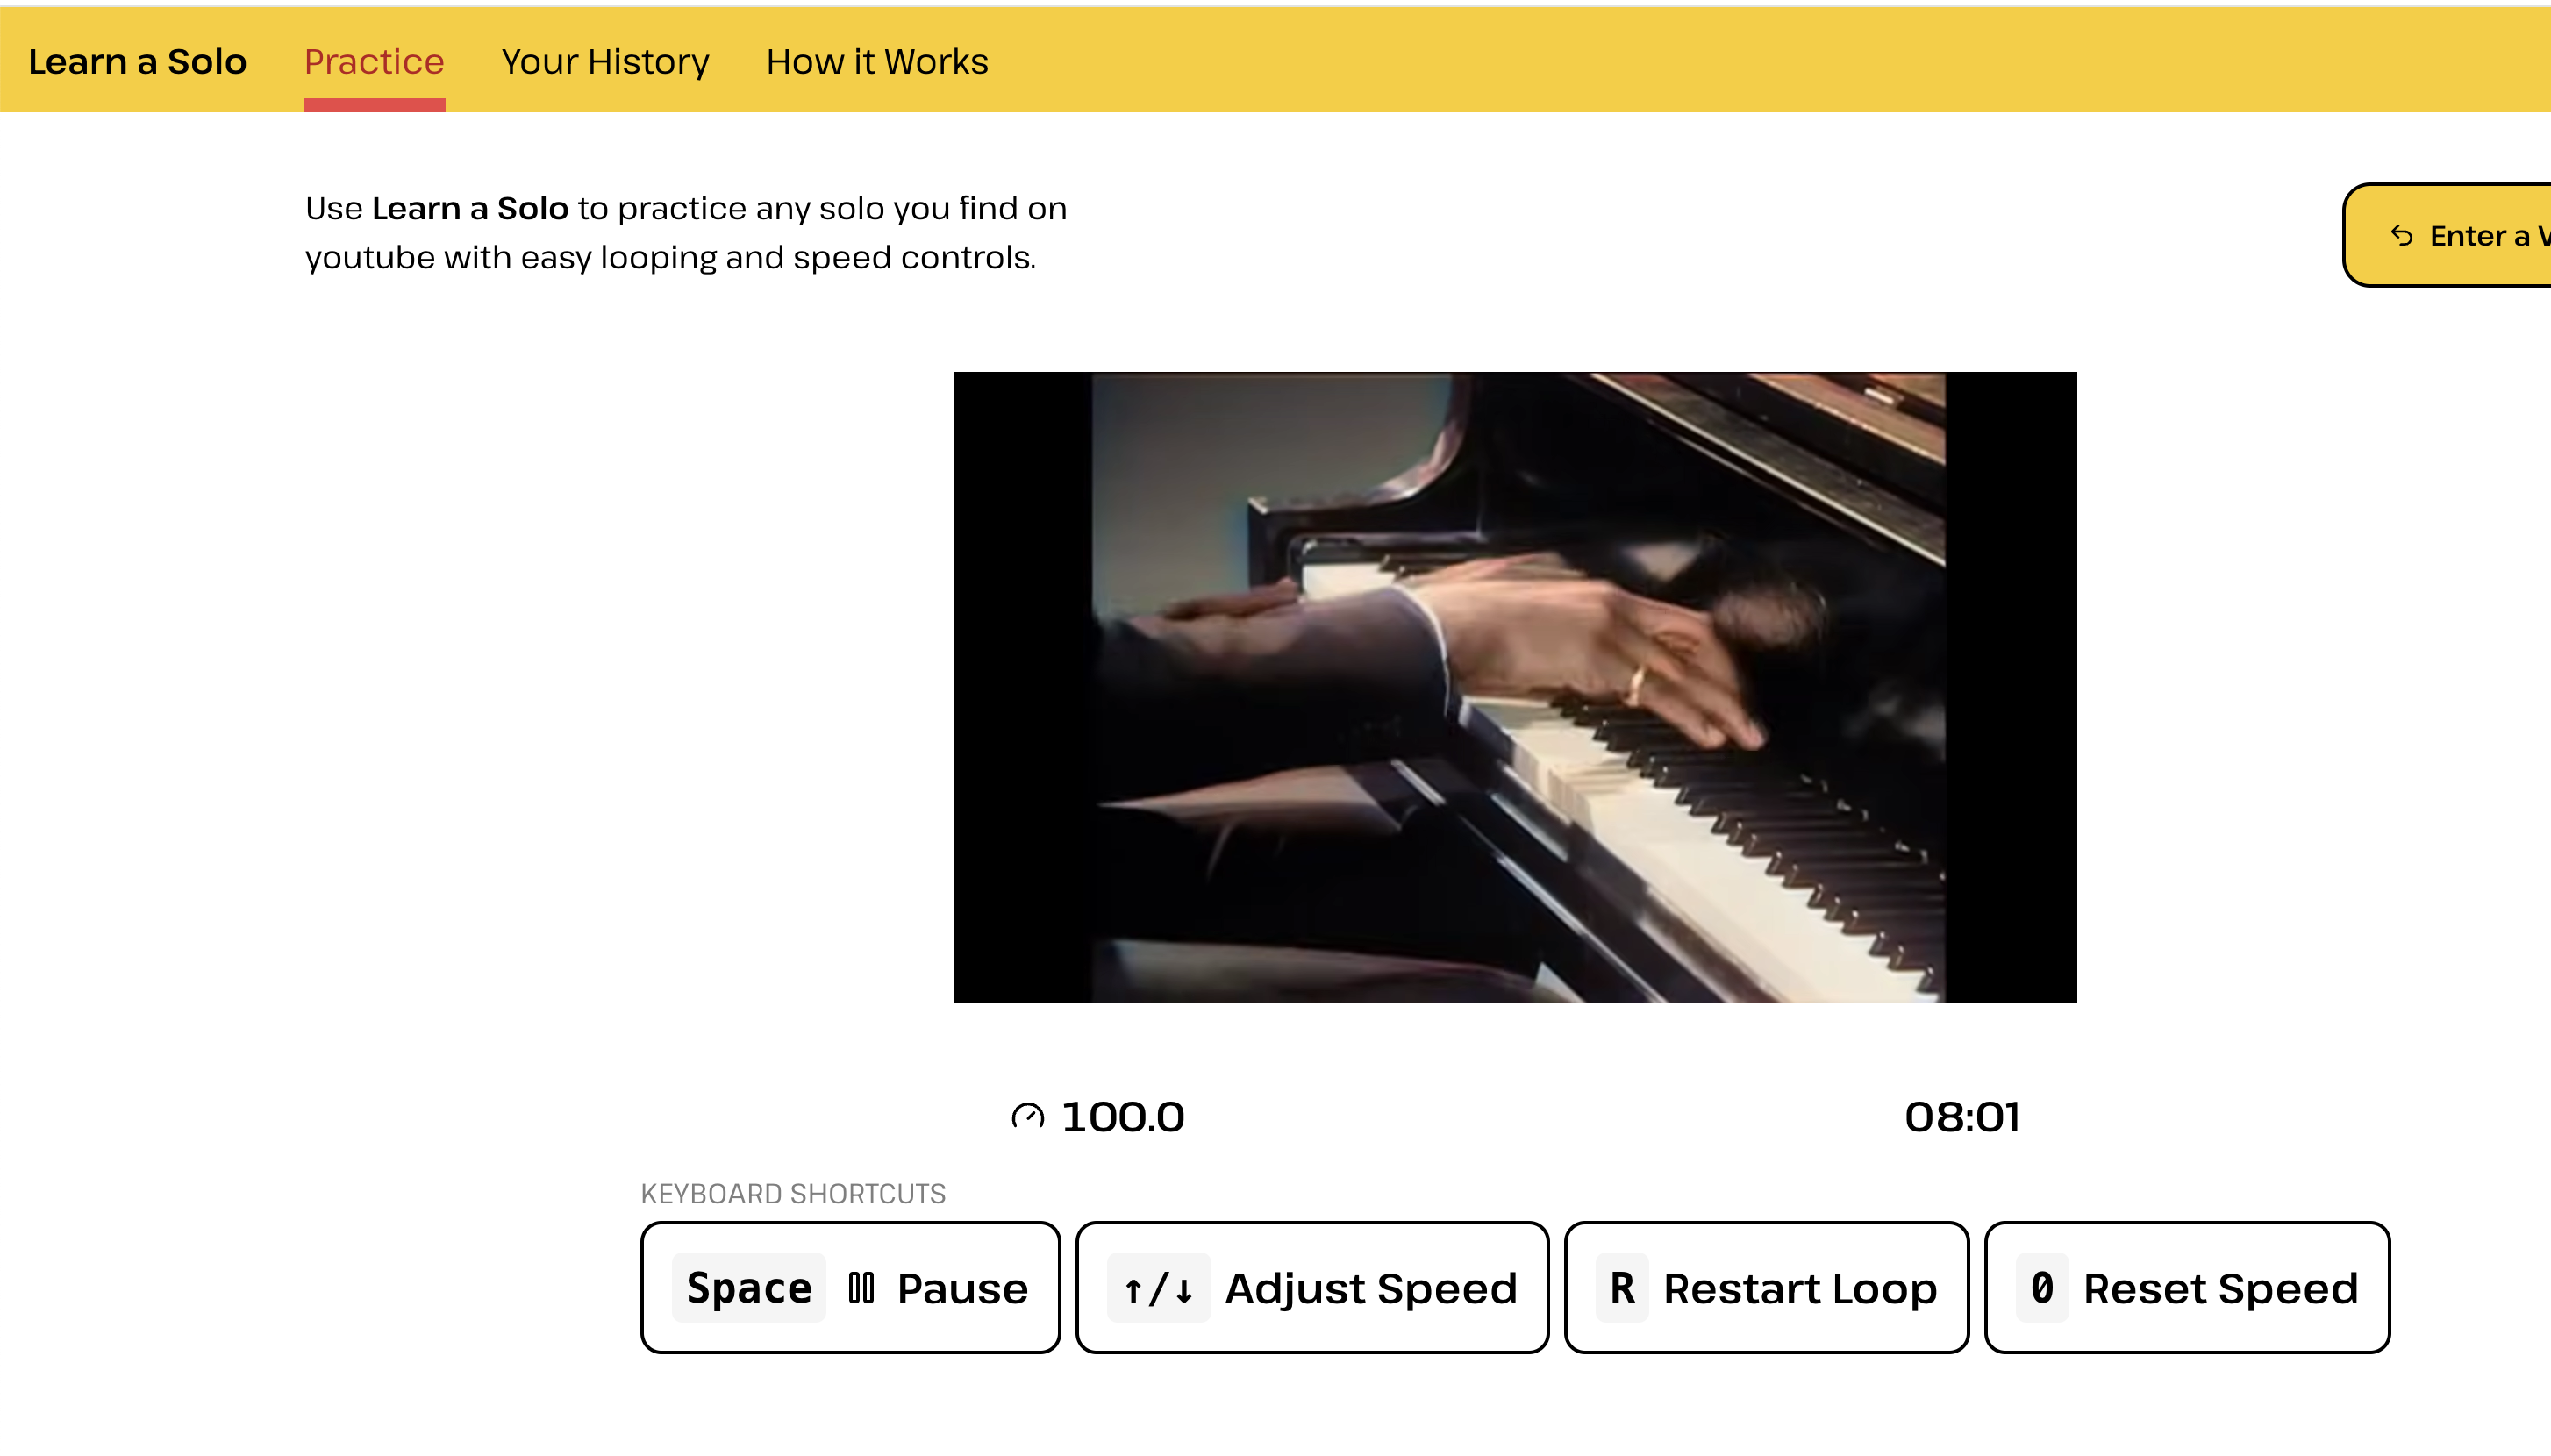 Learn a Solo Practice Your History How it Works
Use Learn a Solo to practice any solo you find on
youtube with easy looping and speed controls.
Enter a
100.0 08:01
KEYBOARD SHORTCUTS
Space Pause ↑/↓ Adjust Speed R Restart Loop 0 Reset Speed